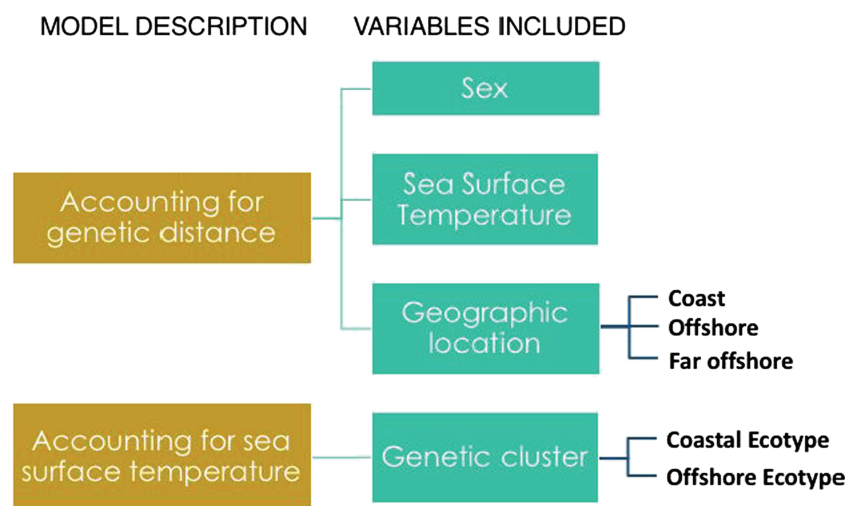 MODEL DESCRIPTION
VARIABLES INCLUDED
Accounting for
genetic distance
Sex
Sea Surface
Temperature
Geographic
location
Coast
Offshore
Far offshore
Accounting for sea
surface temperature
Genetic cluster
Coastal Ecotype
Offshore Ecotype